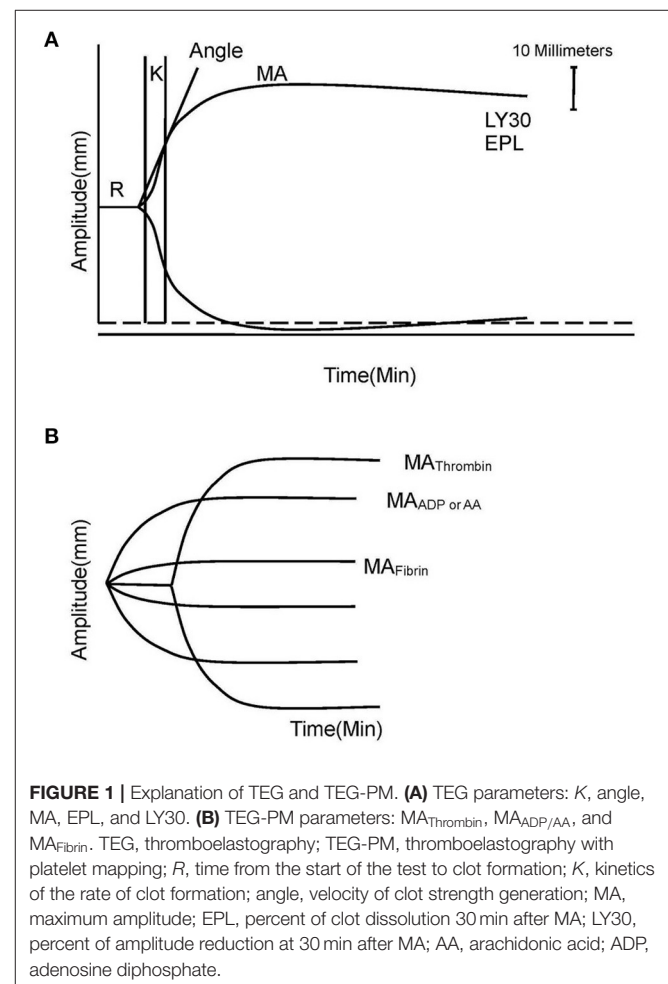 A
Angle
K
MA
10 Millimeters
LY30
EPL
R
Amplitude(mm)
Time(Min)
B
MAThrombin
MAADP or AA
MAFibrin
Amplitude(mm)
Time(Min)
FIGURE 1 | Explanation of TEG and TEG-PM. (A) TEG parameters: K, angle,
MA, EPL, and LY30. (B) TEG-PM parameters: MAThrombin, MAADP/AA, and
MAFibrin. TEG, thromboelastography; TEG-PM, thromboelastography with
platelet mapping; R, time from the start of the test to clot formation; K, kinetics
of the rate of clot formation; angle, velocity of clot strength generation; MA,
maximum amplitude; EPL, percent of clot dissolution 30 min after MA; LY30,
percent of amplitude reduction at 30 min after MA; AA, arachidonic acid; ADP,
adenosine diphosphate.